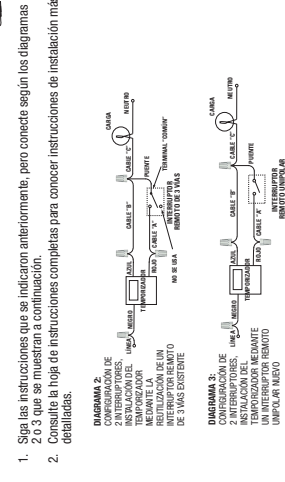 1. Siga las instrucciones que se indicaron anteriormente, pero conecte según los diagramas
2 o 3 que se muestran a continuación.
2. Consulte la hoja de instrucciones completas para conocer instrucciones de instalación más
detalladas.
DIAGRAMA 2:
CONFIGURACIÓN DE
2 INTERRUPTORES,
INSTALACIÓN DEL
TEMPORIZADOR
MEDIANTE LA
REUTILIZACIÓN DE UN
INTERRUPTOR REMOTO
DE 3 VÍAS EXISTENTE
LÍNEA
NEGRO
TEMPORIZADOR
AZUL
ROJO
CABLE "B"
CABLE "A"
NO SE USA
CABLE "C"
PUENTE
INTERRUPTOR
REMOTO DE 3 VÍAS
TERMINAL "COMÚN"
CARGA
NEUTRO
DIAGRAMA 3:
CONFIGURACIÓN DE
2 INTERRUPTORES,
INSTALACIÓN DEL
TEMPORIZADOR MEDIANTE
UN INTERRUPTOR REMOTO
UNIPOLAR NUEVO
LÍNEA
NEGRO
TEMPORIZADOR
AZUL
ROJO
CABLE "B"
CABLE "A"
CABLE "C"
PUENTE
INTERRUPTOR
REMOTO UNIPOLAR
CARGA
NEUTRO